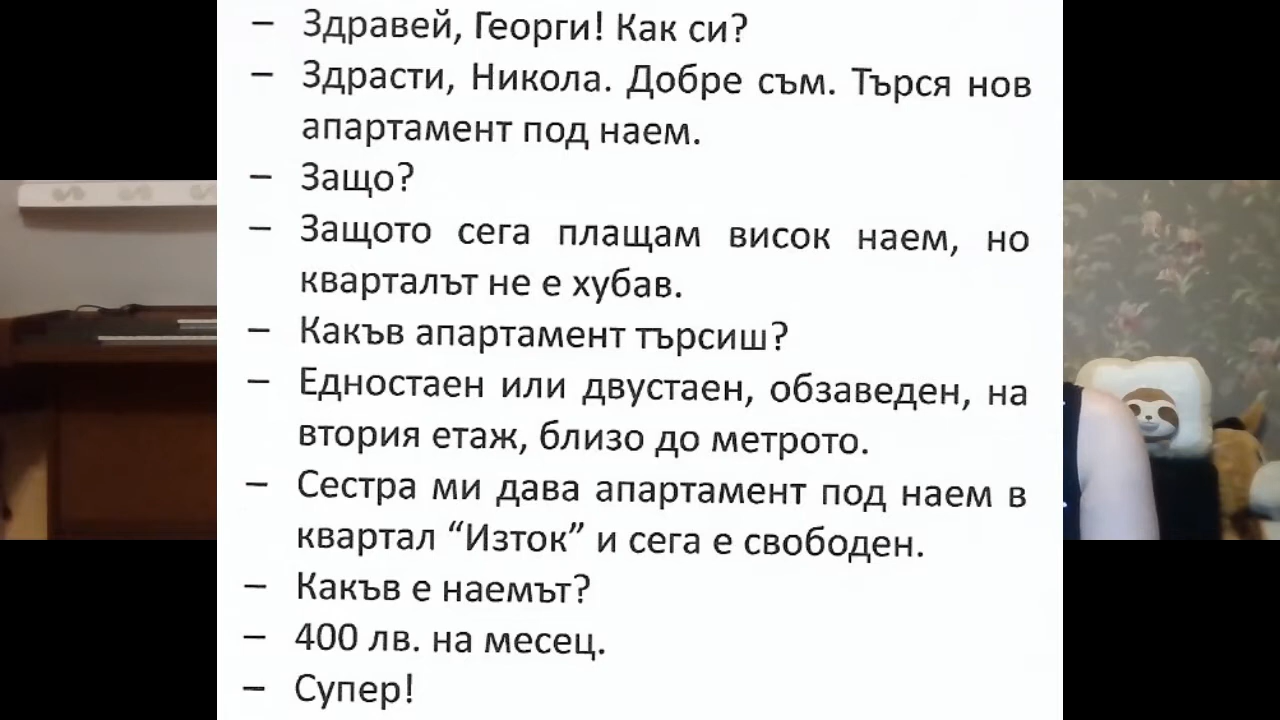 – Здравей, Георги! Как си?
– Здрасти, Никола. Добре съм. Търся нов
апартамент под наем.
– Защо?
– Защото сега плащам висок наем, но
кварталът не е хубав.
– Какъв апартамент търсиш?
– Едностаен или двустаен, обзаведен, на
втория етаж, близо до метрото.
– Сестра ми дава апартамент под наем в
квартал “Изток” и сега е свободен.
– Какъв е наемът?
– 400 лв. на месец.
– Супер!